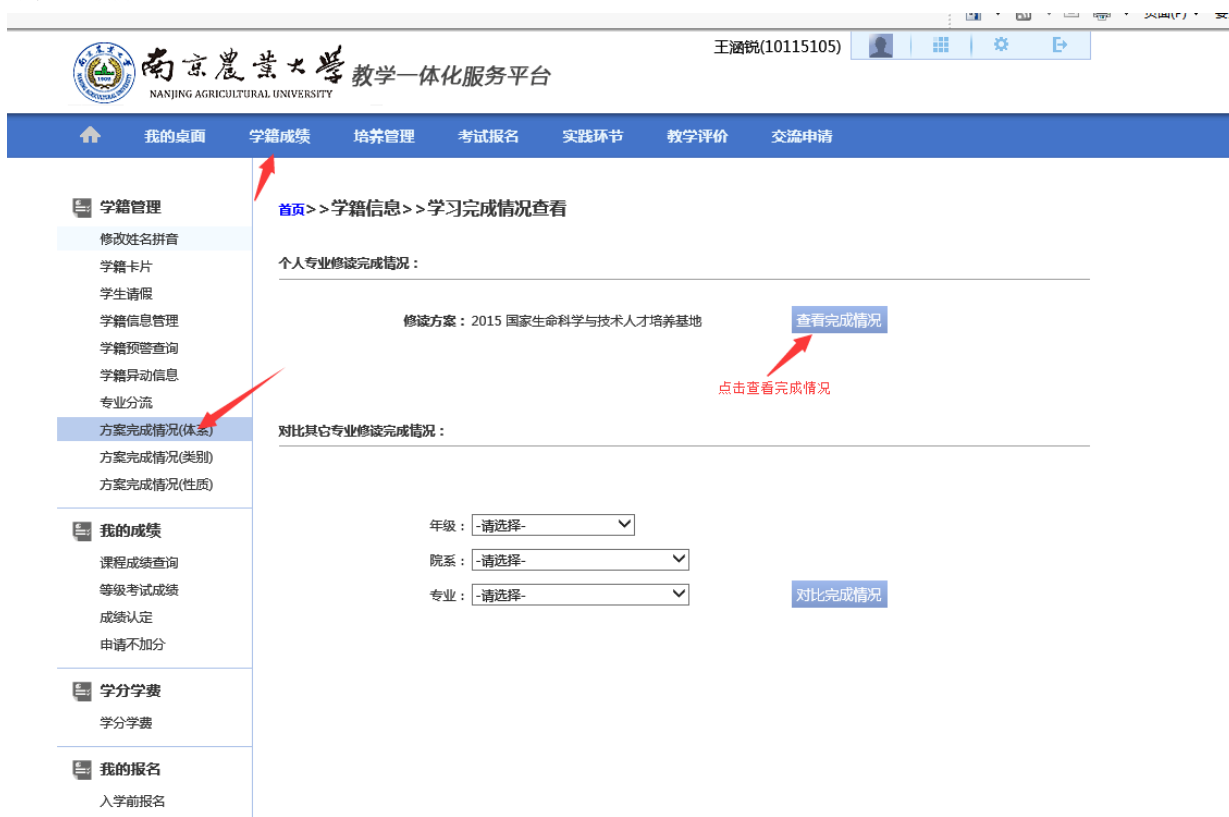 王涵锐(10115105)
南京農業大學 教学一体化服务平台
NANJING AGRICULTURAL UNIVERSITY
我的桌面 学籍成绩 培养管理 考试报名 实践环节 教学评价 交流申请
学籍管理
修改姓名拼音
学籍卡片
学生请假
学籍信息管理
学籍预警查询
学籍异动信息
专业分流
方案完成情况(体系)
方案完成情况(类别)
方案完成情况(性质)
我的成绩
课程成绩查询
等级考试成绩
成绩认定
申请不加分
学分学费
学分学费
我的报名
入学前报名
首页>>学籍信息>>学习完成情况查看
个人专业修读完成情况：
修读方案：2015 国家生命科学与技术人才培养基地 查看完成情况
点击查看完成情况
对比其它专业修读完成情况：
年级：-请选择-
院系：-请选择-
专业：-请选择- 对比完成情况